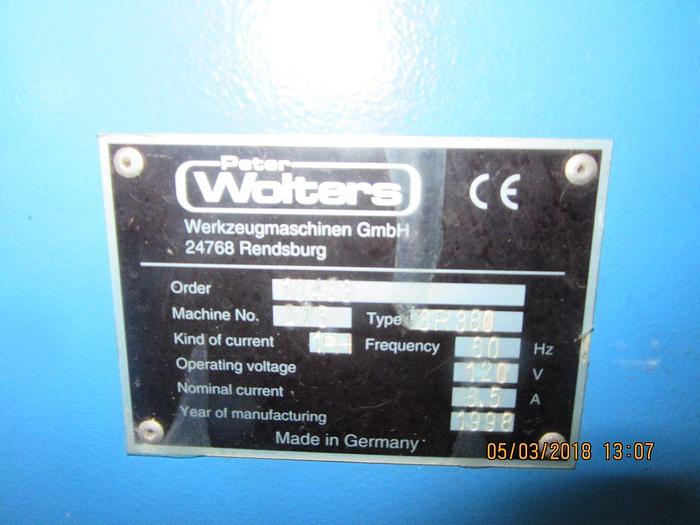 Peter
Wolters
CE
Werkzeugmaschinen GmbH
24768 Rendsburg
Order
Machine No. Type 3R380
Kind of current Frequency 60 Hz
Operating voltage 120 V
Nominal current A
Year of manufacturing 1998
Made in Germany
05/03/2018 13:07